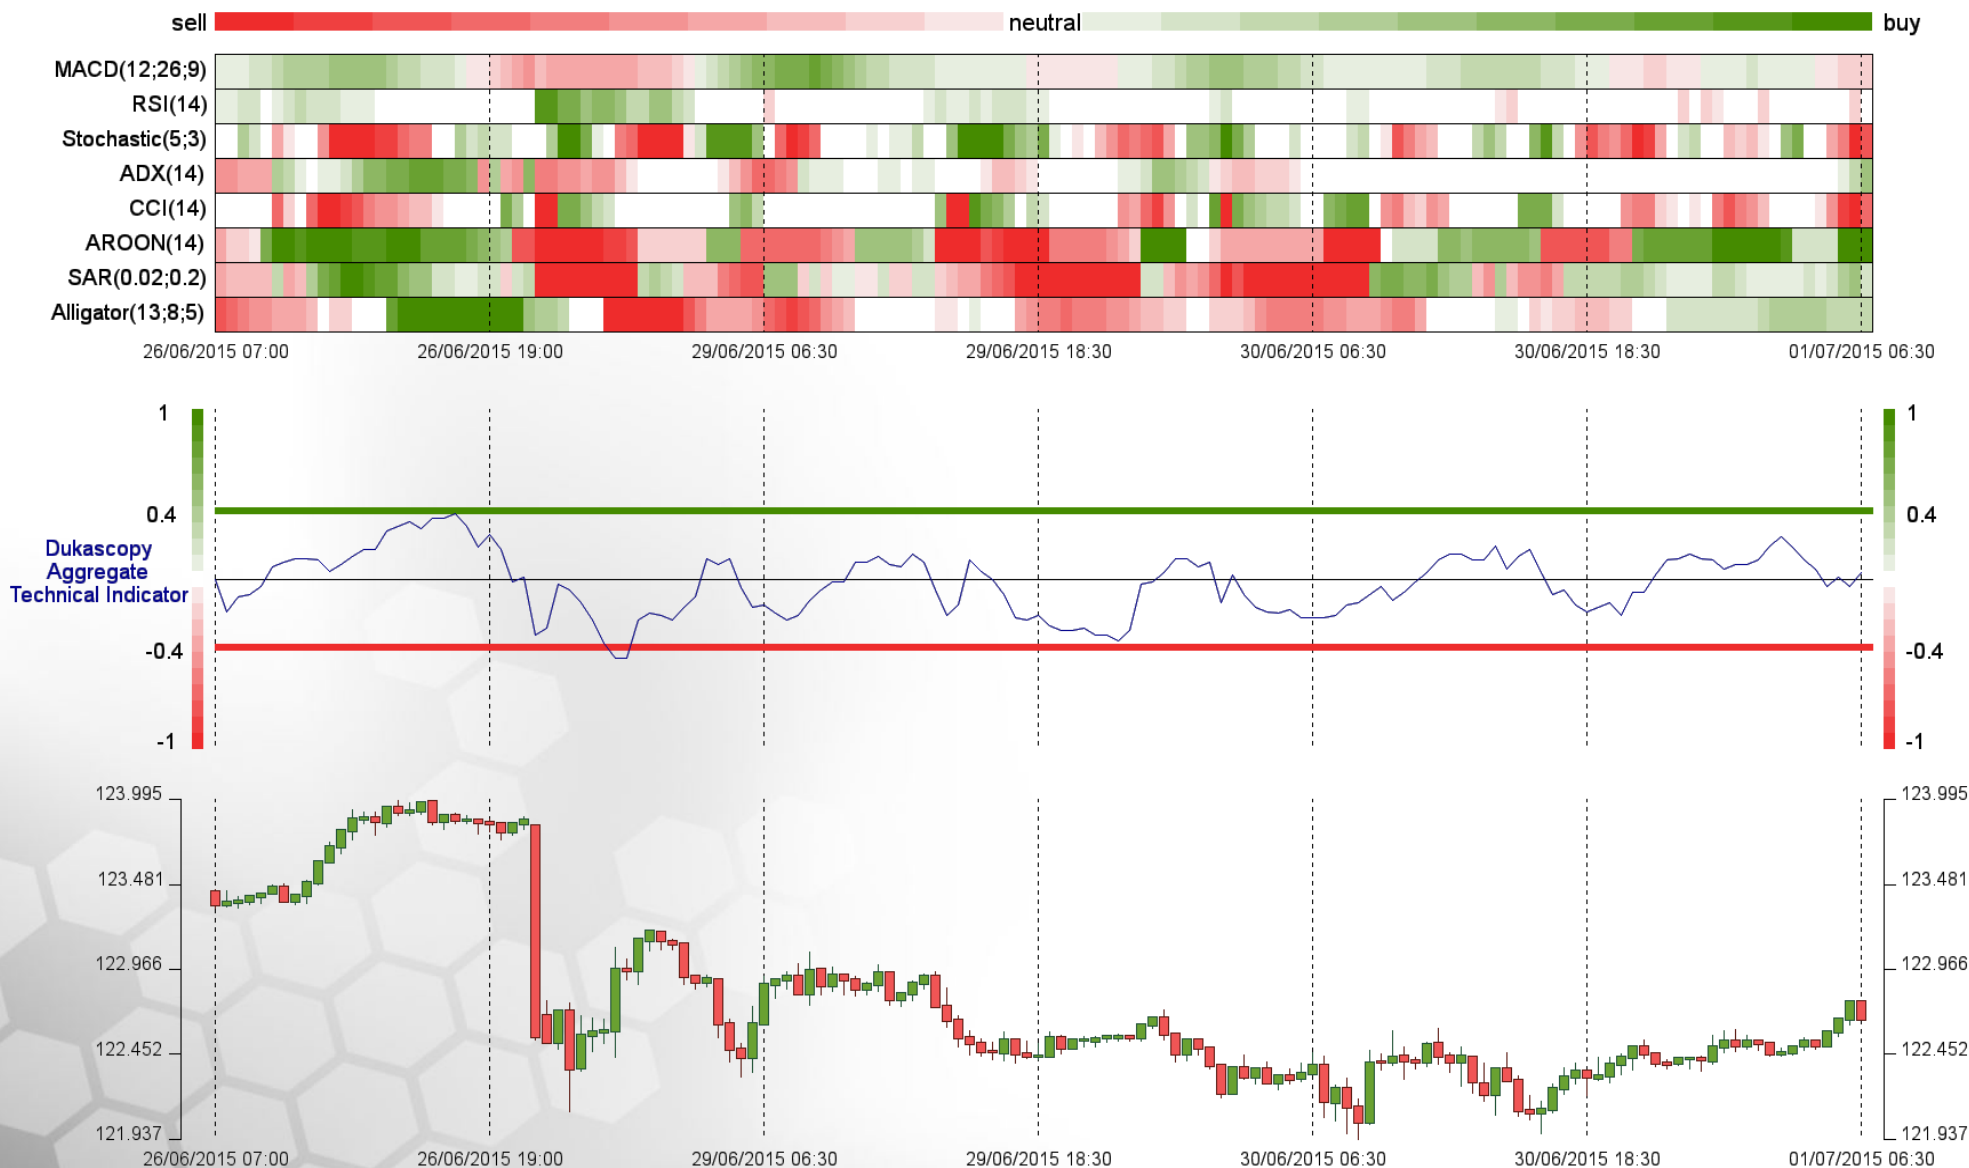 sell neutral buy
MACD(12;26;9)
RSI(14)
Stochastic(5;3)
ADX(14)
CCI(14)
AROON(14)
SAR(0.02;0.2)
Alligator(13;8;5)
26/06/2015 07:00 26/06/2015 19:00 29/06/2015 06:30 29/06/2015 18:30 30/06/2015 06:30 30/06/2015 18:30 01/07/2015 06:30
1 1
0.4 0.4
Dukascopy
Aggregate
Technical Indicator
-0.4 -0.4
-1 -1
123.995 123.995
123.481 123.481
122.966 122.966
122.452 122.452
121.937 121.937
26/06/2015 07:00 26/06/2015 19:00 29/06/2015 06:30 29/06/2015 18:30 30/06/2015 06:30 30/06/2015 18:30 01/07/2015 06:30